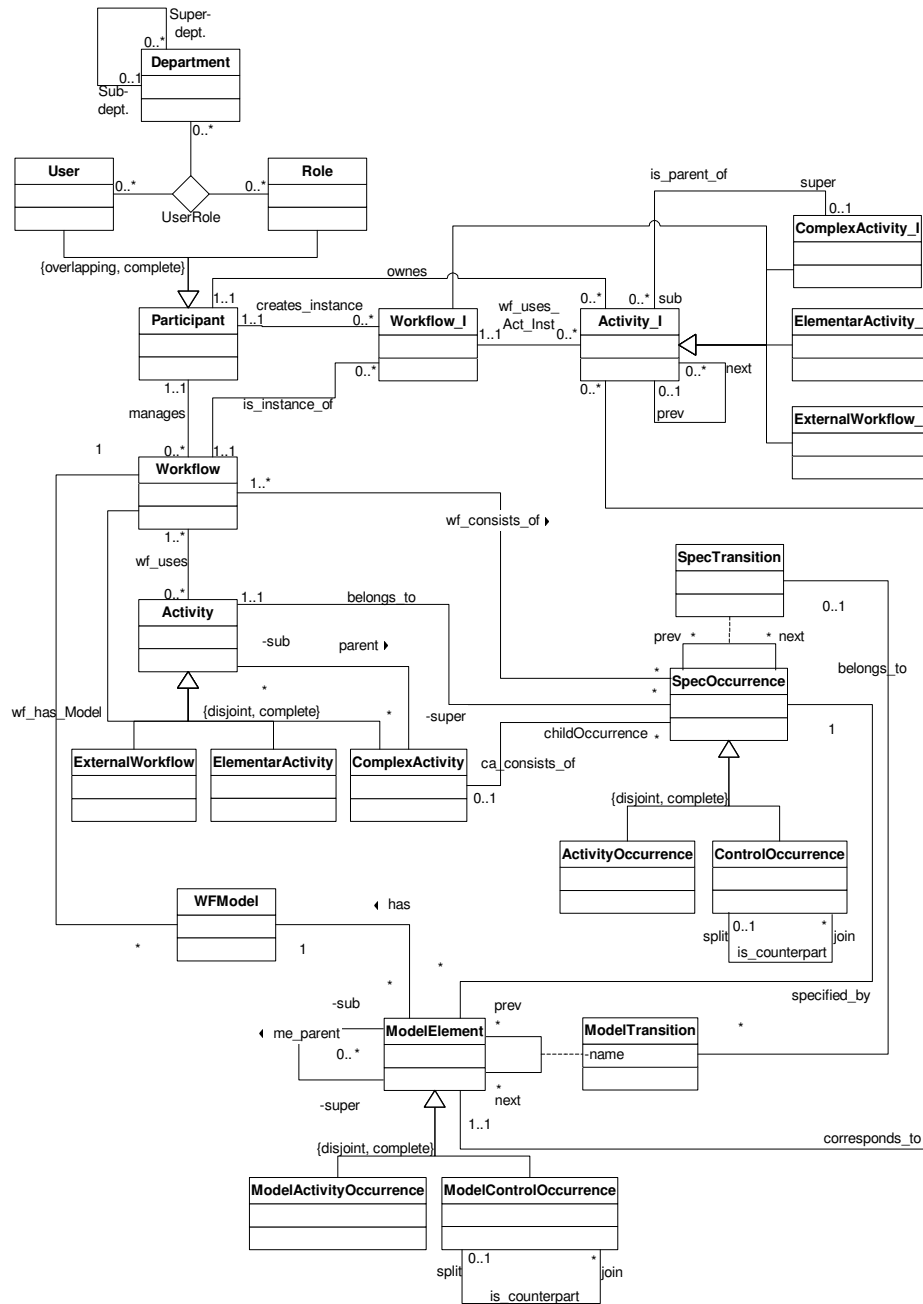 Super-
dept.
0..*
Department
0..1
Sub-
dept.
0..*
User
Role
0..*
0..*
UserRole
is_parent_of
super
0..1
ComplexActivity_I
{overlapping, complete}
ownes
1..1
creates_instance
0..*
sub
0..*
Participant
1..1
0..*
Workflow_I
wf_uses_
Act_Inst
1..1
0..*
Activity_I
ElementarActivity_
0..*
0..*
0..*
next
0..1
prev
1..1
is_instance_of
manages
ExternalWorkflow_
1
0..*
1..1
Workflow
1..*
wf_consists_of
1..*
wf_uses
SpecTransition
0..*
1..1
belongs_to
0..1
Activity
-sub
parent
prev
*
*
next
belongs_to
*
SpecOccurrence
*
*
{disjoint, complete}
wf_has_Model
-super
childOccurrence
*
1
ExternalWorkflow
ElementarActivity
ComplexActivity
ca_consists_of
0..1
{disjoint, complete}
ActivityOccurrence
ControlOccurrence
WFModel
has
0..1
*
split
join
is_counterpart
*
1
*
*
-sub
prev
specified_by
me_parent
ModelElement
*
ModelTransition
*
0..*
-name
*
-super
next
1..1
corresponds_to
{disjoint, complete}
ModelActivityOccurrence
ModelControlOccurrence
0..1
*
split
join
is_counterpart